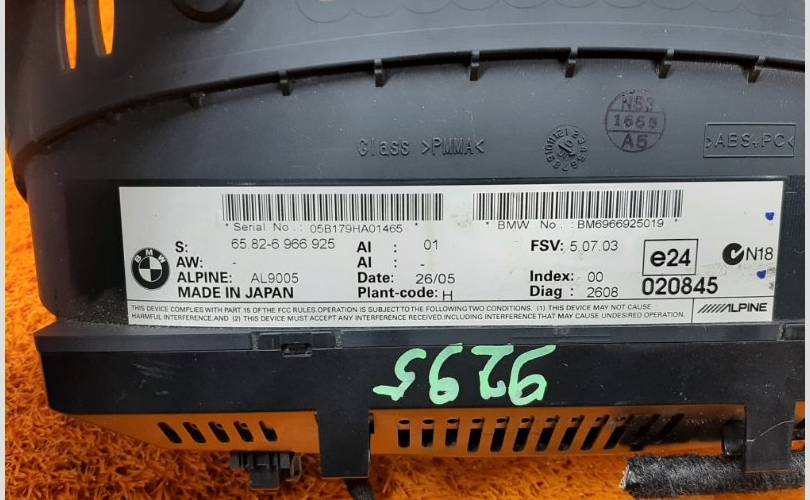 NS3
1665
A5
Glass >PMMA<
>ABS+PC<
*Serial No : 05B179HA01465 *
* BMW No . : BM6966925019 *
BMW
S: 65.82-6 966 925 AI : 01 FSV: 5.07.03
AW: - AI : -
ALPINE: AL9005 Date: 26/05 Index: 00
MADE IN JAPAN Plant-code: H Diag : 2608
e24
020845
N18
ALPINE
THIS DEVICE COMPLIES WITH PART 15 OF THE FCC RULES.OPERATION IS SUBJECT TO THE FOLLOWING TWO CONDITIONS. (1) THIS DEVICE MAY NOT CAUSE
HARMFUL INTERFERENCE,AND (2) THIS DEVICE MUST ACCEPT ANY INTERFERENCE RECEIVED.INCLUDING INTERFERENCE THAT MAY CAUSE UNDESIRED OPERATION.
9295